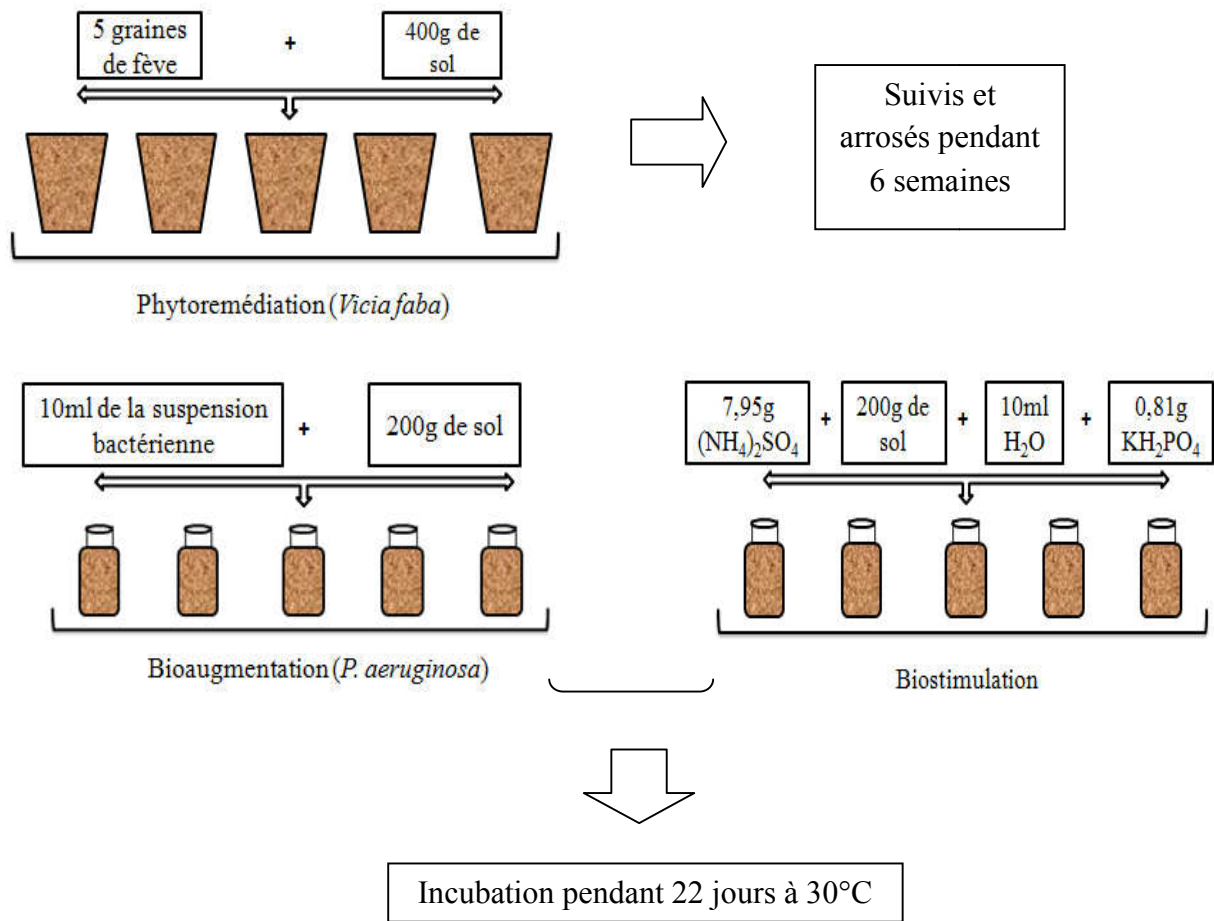 5 graines
de fève
+
400g de
sol
Suivis et
arrosés pendant
6 semaines
Phytoremédiation (Vicia faba)
10ml de la suspension
bactérienne
+
200g de sol
7,95g
(NH4)2SO4
+
200g de
sol
+
10ml
H2O
+
0,81g
KH2PO4
Bioaugmentation (P. aeruginosa)
Biostimulation
Incubation pendant 22 jours à 30°C